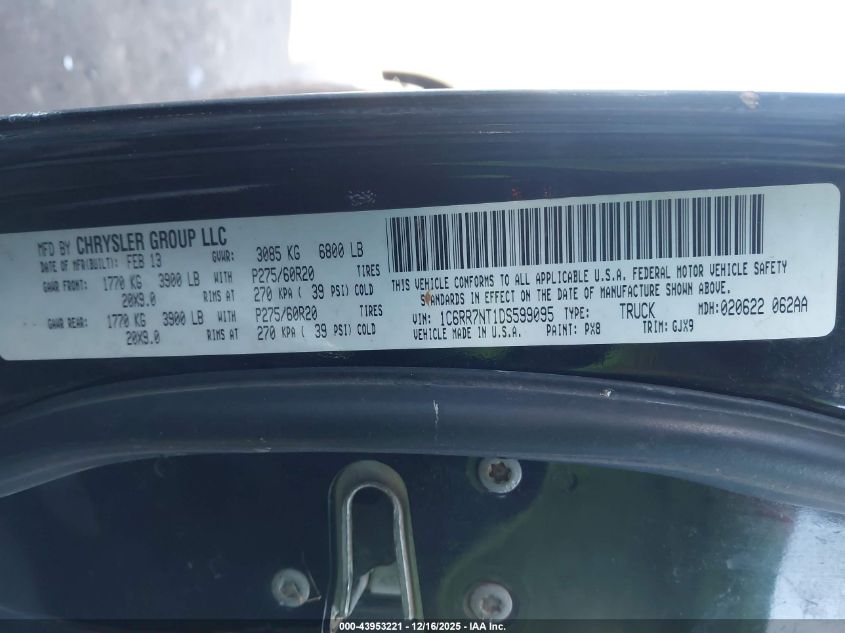 MFD BY CHRYSLER GROUP LLC
DATE OF MFR(BUILT): FEB 13 GVWR: 3085 KG 6800 LB
GAWR FRONT: 1770 KG 3900 LB WITH P275/60R20 TIRES
20X9.0 RIMS AT 270 KPA ( 39 PSI) COLD
GAWR REAR: 1770 KG 3900 LB WITH P275/60R20 TIRES
20X9.0 RIMS AT 270 KPA ( 39 PSI) COLD
THIS VEHICLE CONFORMS TO ALL APPLICABLE U.S.A. FEDERAL MOTOR VEHICLE SAFETY
STANDARDS IN EFFECT ON THE DATE OF MANUFACTURE SHOWN ABOVE.
VIN: 1C6RR7NT1DS599095 TYPE: TRUCK MDH:020622 062AA
VEHICLE MADE IN U.S.A. PAINT: PX8 TRIM: GJX9
000-43953221 - 12/16/2025 - IAA Inc.